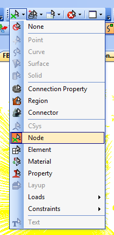 None
Point
Curve
Surface
Solid
Connection Property
Region
Connector
CSys
Node
Element
Material
Property
Layup
Loads
Constraints
Text